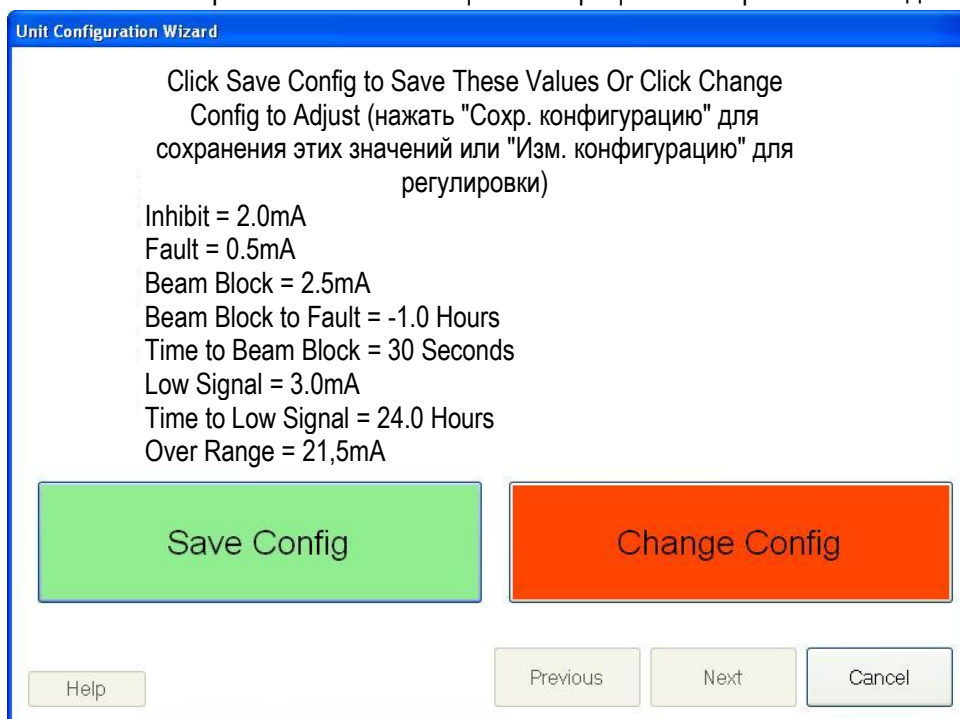 Unit Configuration Wizard
Click Save Config to Save These Values Or Click Change
Config to Adjust (нажать "Сохр. конфигурацию" для
сохранения этих значений или "Изм. конфигурацию" для
регулировки)
Inhibit = 2.0mA
Fault = 0.5mA
Beam Block = 2.5mA
Beam Block to Fault = -1.0 Hours
Time to Beam Block = 30 Seconds
Low Signal = 3.0mA
Time to Low Signal = 24.0 Hours
Over Range = 21,5mA
Save Config
Change Config
Help
Previous
Next
Cancel